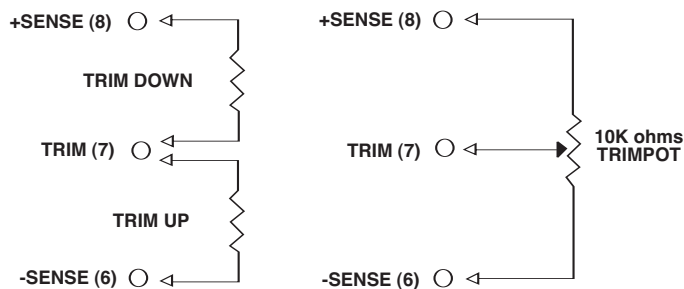 +SENSE (8)
TRIM DOWN
TRIM (7)
TRIM UP
-SENSE (6)
+SENSE (8)
TRIM (7)
10K ohms
TRIMPOT
-SENSE (6)